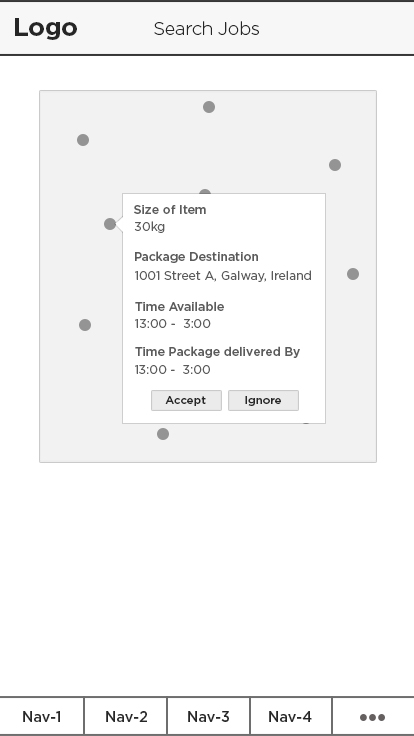 Logo
Search Jobs
Size of Item
30kg
Package Destination
1001 Street A, Galway, Ireland
Time Available
13:00 -  3:00
Time Package delivered By
13:00 -  3:00
Accept
Ignore
Nav-1
Nav-2
Nav-3
Nav-4